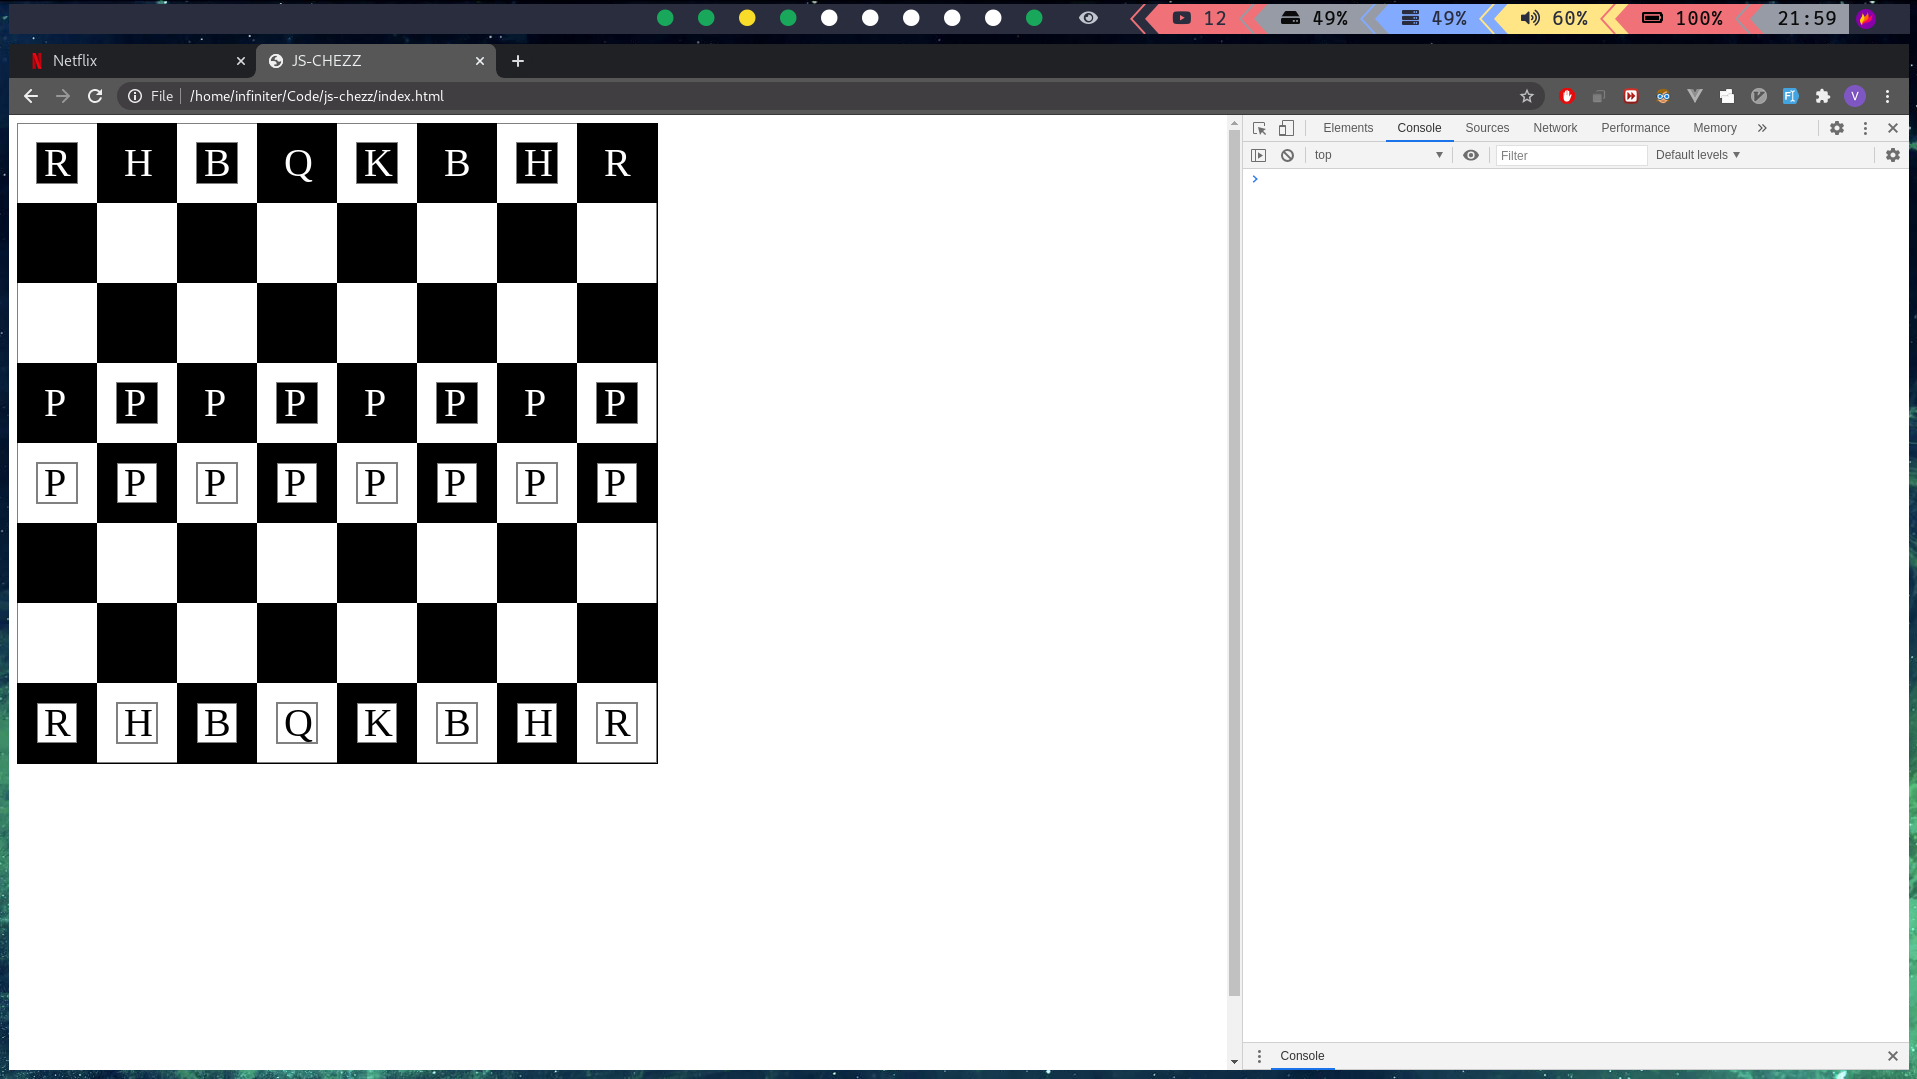 12 49% 49% 60% 100% 21:59
Netflix JS-CHEZZ
File /home/infiniter/Code/js-chezz/index.html V
Elements Console Sources Network Performance Memory
top Filter Default levels
R H B Q K B H R
P P P P P P P P
P P P P P P P P
R H B Q K B H R
Console